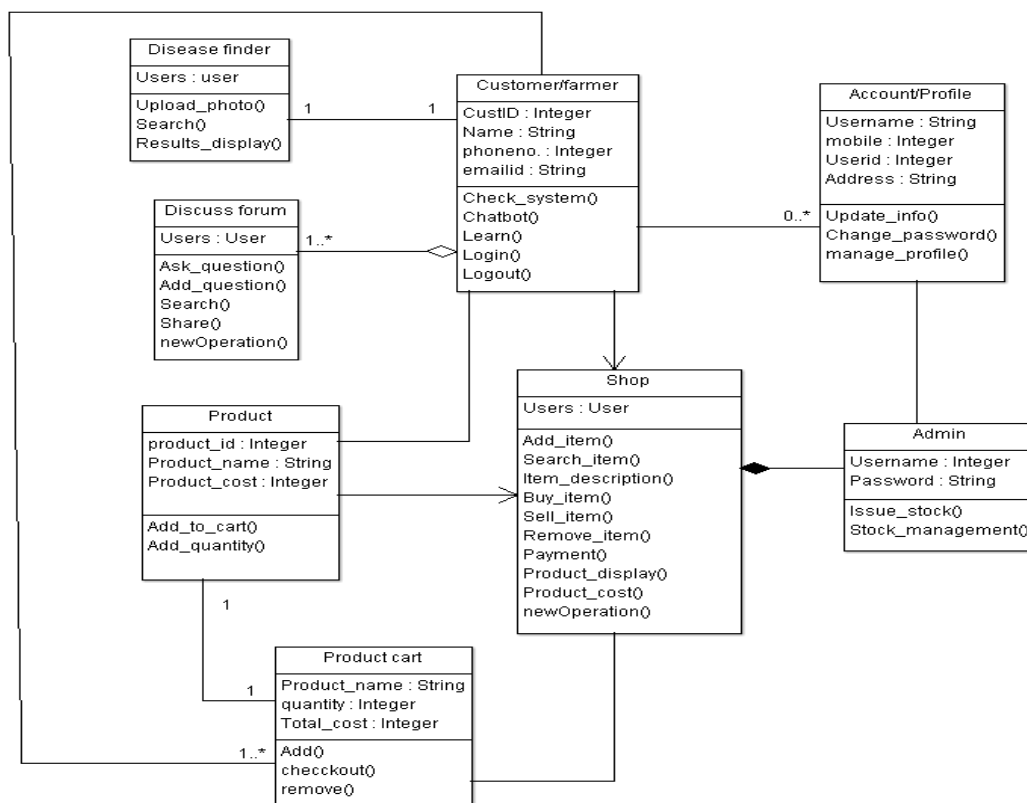 Disease finder
Users : user
Upload_photo()
Search()
Results_display()
1
1
Customer/farmer
CustID : Integer
Name : String
phoneno. : Integer
emailid : String
Check_system()
Chatbot()
Learn()
Login()
Logout()
Account/Profile
Username : String
mobile : Integer
Userid : Integer
Address : String
Update_info()
Change_password()
manage_profile()
0..*
Discuss forum
Users : User
Ask_question()
Add_question()
Search()
Share()
newOperation()
1..*
Product
product_id : Integer
Product_name : String
Product_cost : Integer
Add_to_cart()
Add_quantity()
Shop
Users : User
Add_item()
Search_item()
Item_description()
Buy_item()
Sell_item()
Remove_item()
Payment()
Product_display()
Product_cost()
newOperation()
Admin
Username : Integer
Password : String
Issue_stock()
Stock_management()
1
1
1..*
Product cart
Product_name : String
quantity : Integer
Total_cost : Integer
Add()
checckout()
remove()